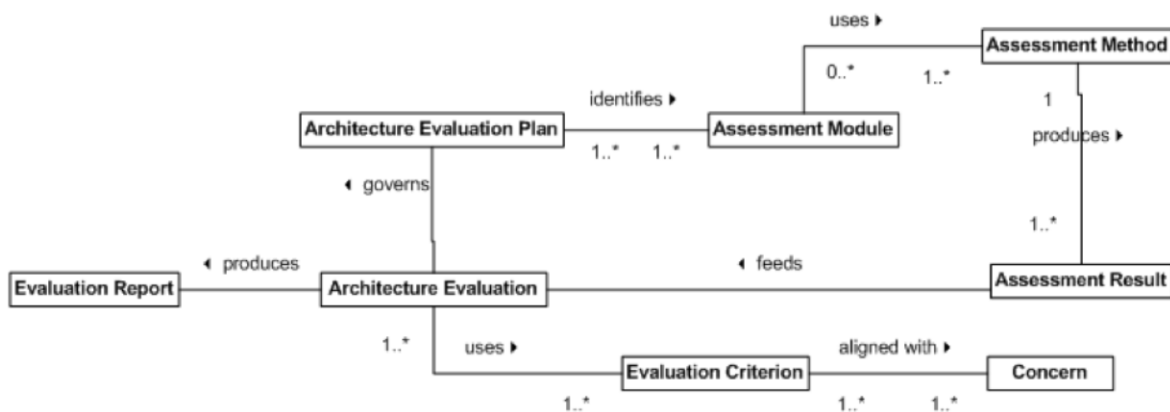 uses ▸
Assessment Method
0..*
1..*
identifies ▸
1
Architecture Evaluation Plan
Assessment Module
produces ▸
1..*
1..*
◂ governs
1..*
◂ produces
◂ feeds
Evaluation Report
Architecture Evaluation
Assessment Result
1..*
uses ▸
aligned with ▸
Evaluation Criterion
Concern
1..*
1..*
1..*